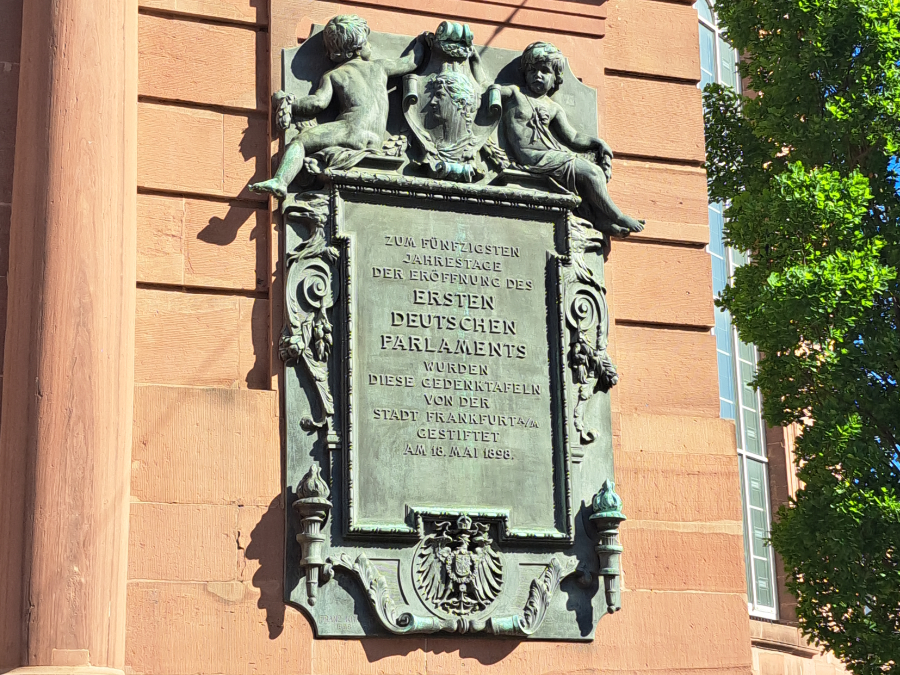 ZUM FÜNFZIGSTEN
JAHRESTAGE
DER ERÖFFNUNG DES
ERSTEN
DEUTSCHEN
PARLAMENTS
WURDEN
DIESE GEDENKTAFELN
VON DER
STADT FRANKFURT A/M
GESTIFTET
AM 18. MAI 1898.